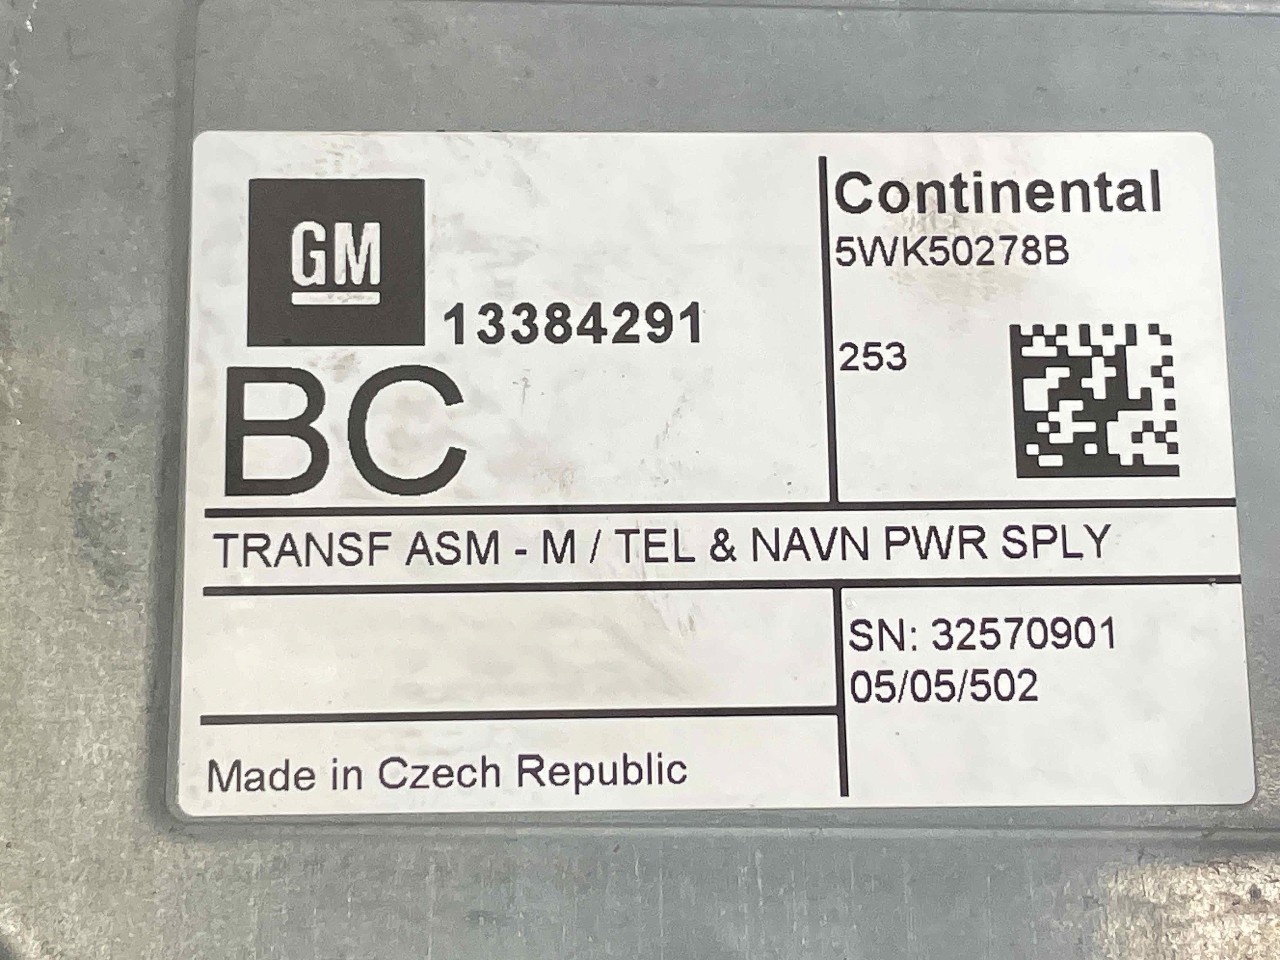 GM
13384291
BC
Continental
5WK50278B
253
TRANSF ASM - M / TEL & NAVN PWR SPLY
SN: 32570901
05/05/502
Made in Czech Republic